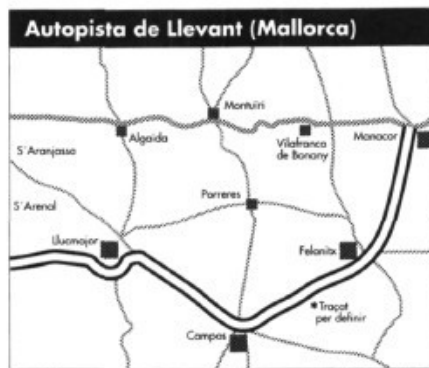 Autopista de Llevant (Mallorca)
Montuïri
Algaida
Vilafranca
de Bonany
Manacor
S'Aranjassa
S'Arenal
Porreres
Llucmajor
Felanitx
*Traçat
per definir
Campos